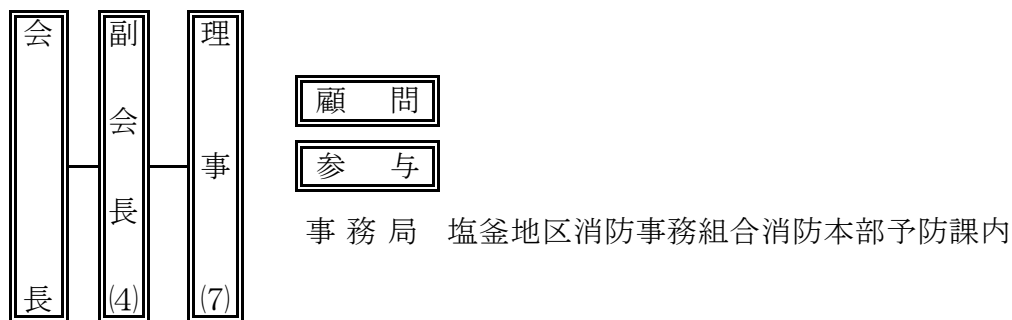 会長
副会長⑷
理事⑺
顧問
参与
事務局 塩釜地区消防事務組合消防本部予防課内